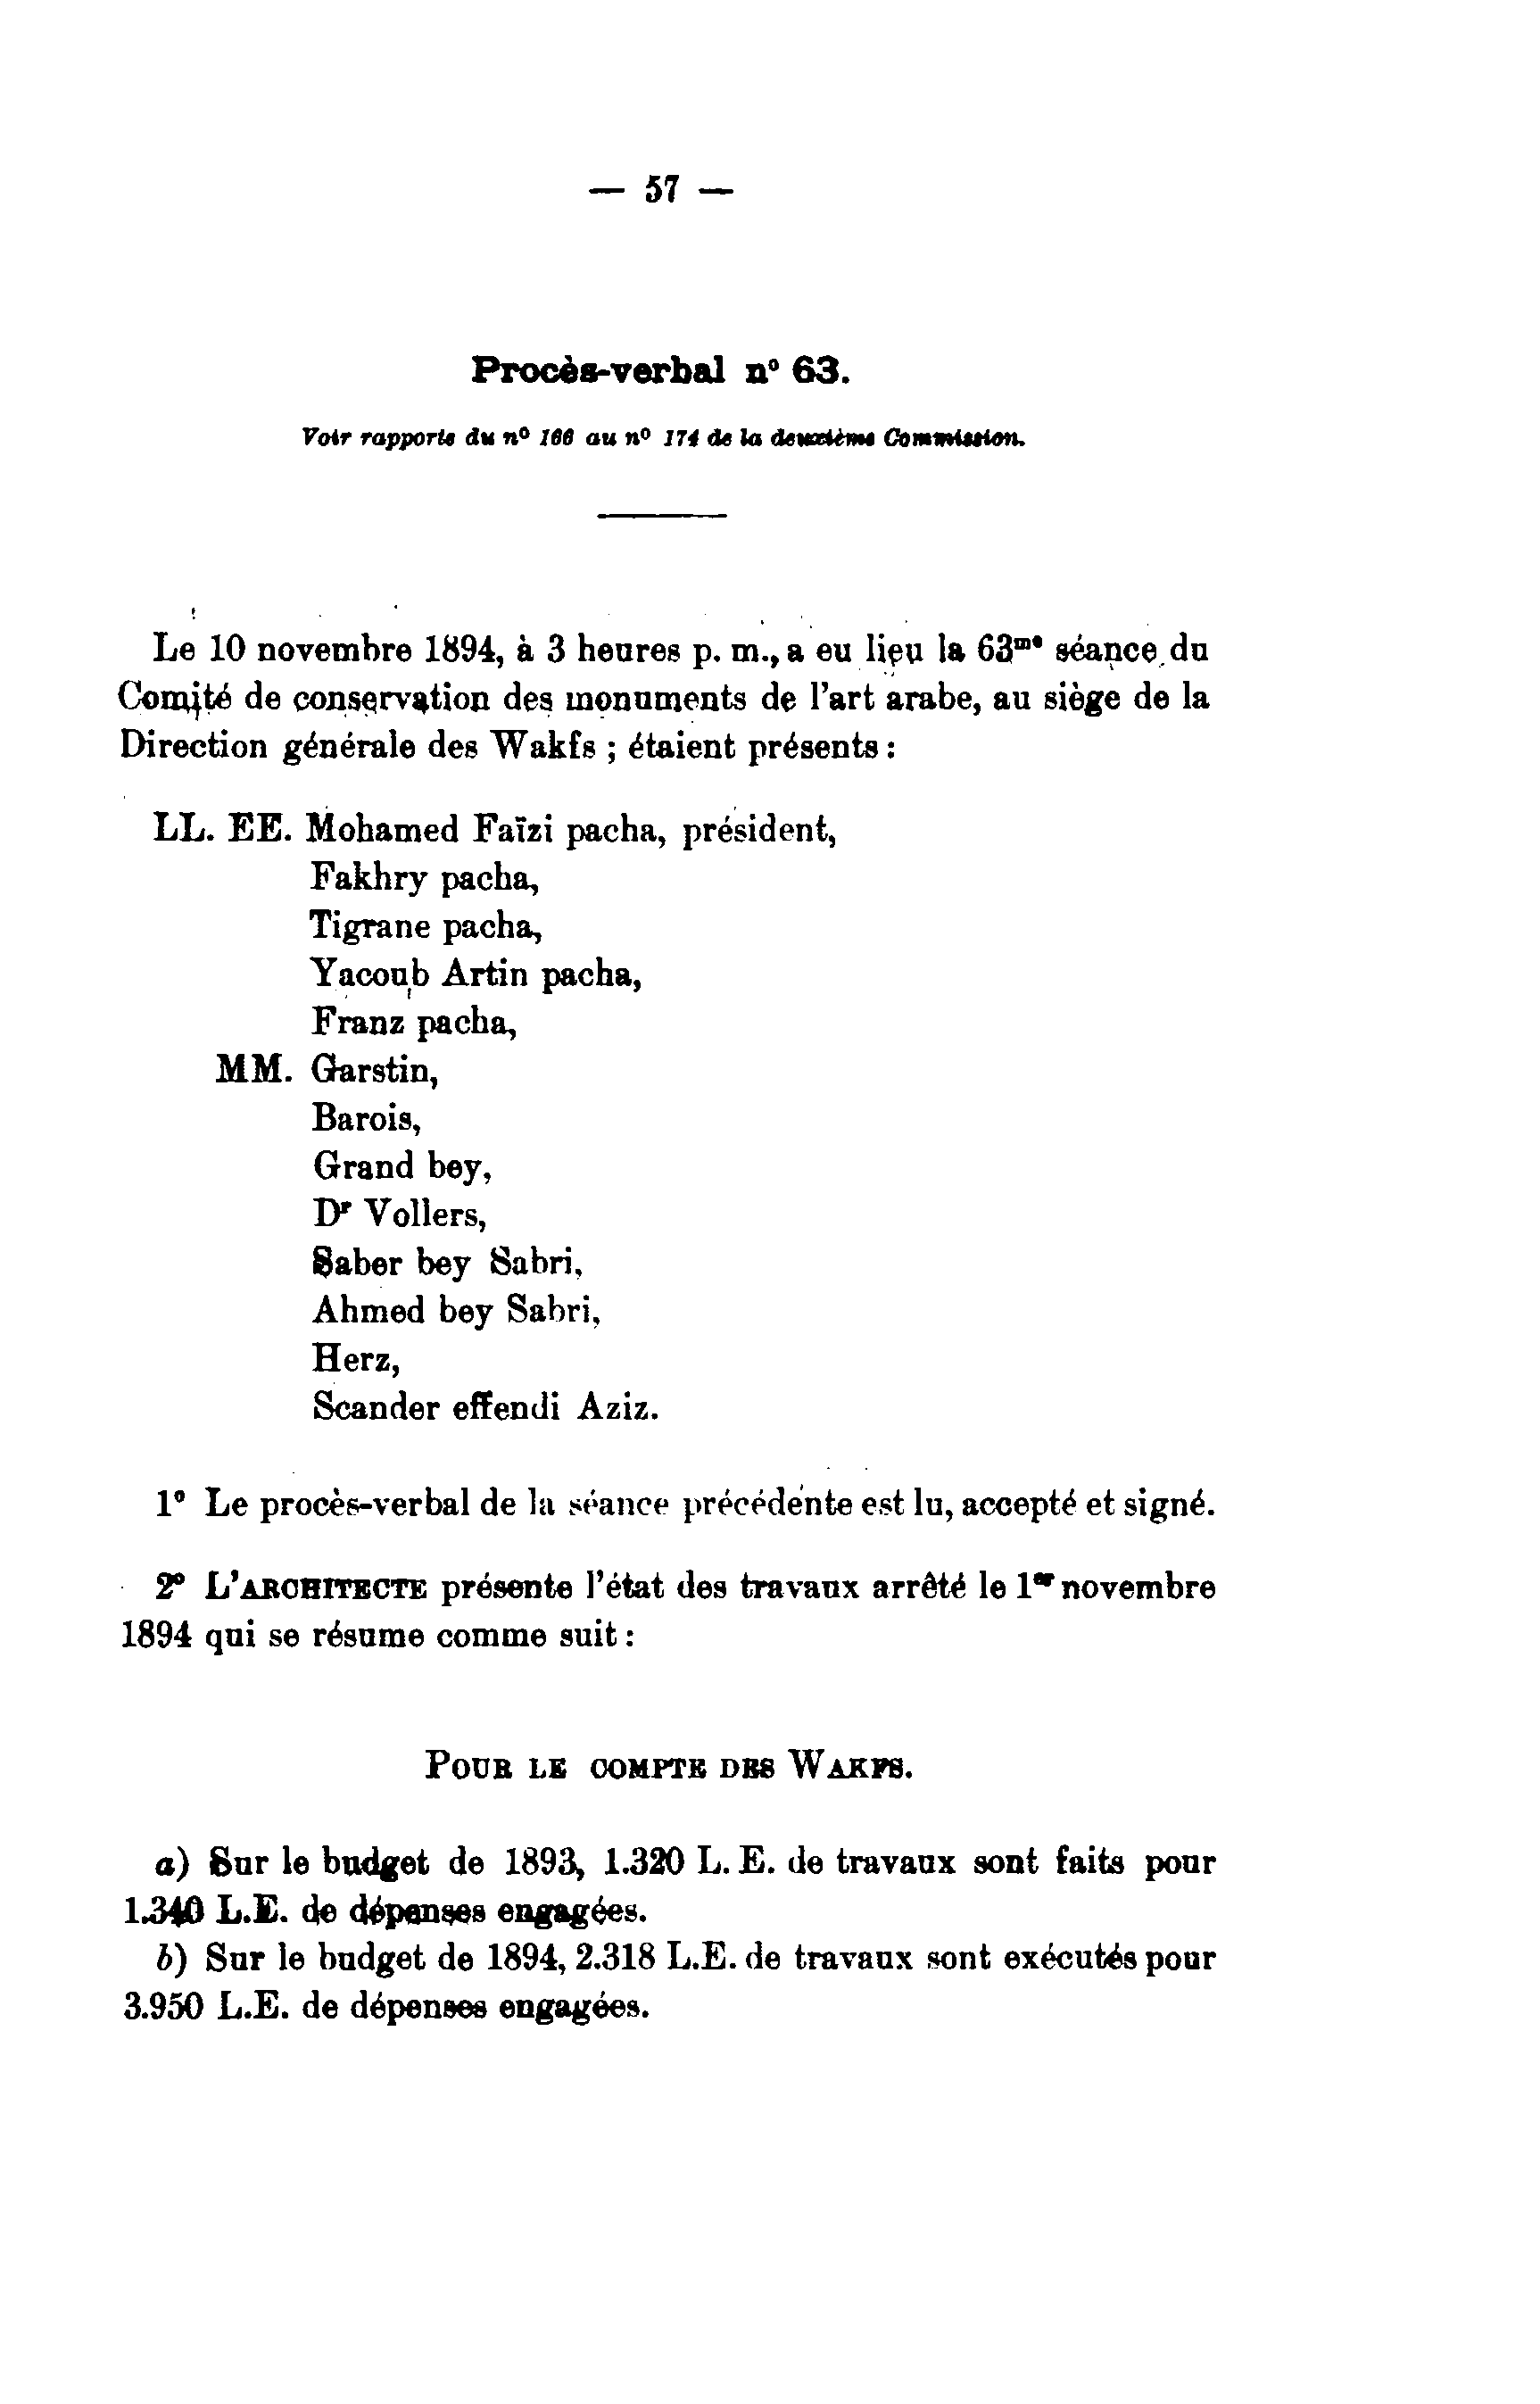 — 57 —
Procès-verbal n° 63.
Voir rapports du n° 166 au n° 174 de la deuxième Commission.
Le 10 novembre 1894, à 3 heures p. m., a eu lieu la 63me séance du
Comité de conservation des monuments de l'art arabe, au siège de la
Direction générale des Wakfs ; étaient présents :
LL. EE. Mohamed Faïzi pacha, président,
Fakhry pacha,
Tigrane pacha,
Yacoub Artin pacha,
Franz pacha,
MM. Garstin,
Barois,
Grand bey,
Dr Vollers,
Saber bey Sabri,
Ahmed bey Sabri,
Herz,
Scander effendi Aziz.
1° Le procès-verbal de la séance précédente est lu, accepté et signé.
2° L'ARCHITECTE présente l'état des travaux arrêté le 1er novembre
1894 qui se résume comme suit :
POUR LE COMPTE DES WAKFS.
a) Sur le budget de 1893, 1.320 L. E. de travaux sont faits pour
1.340 L.E. de dépenses engagées.
b) Sur le budget de 1894, 2.318 L.E. de travaux sont exécutés pour
3.950 L.E. de dépenses engagées.